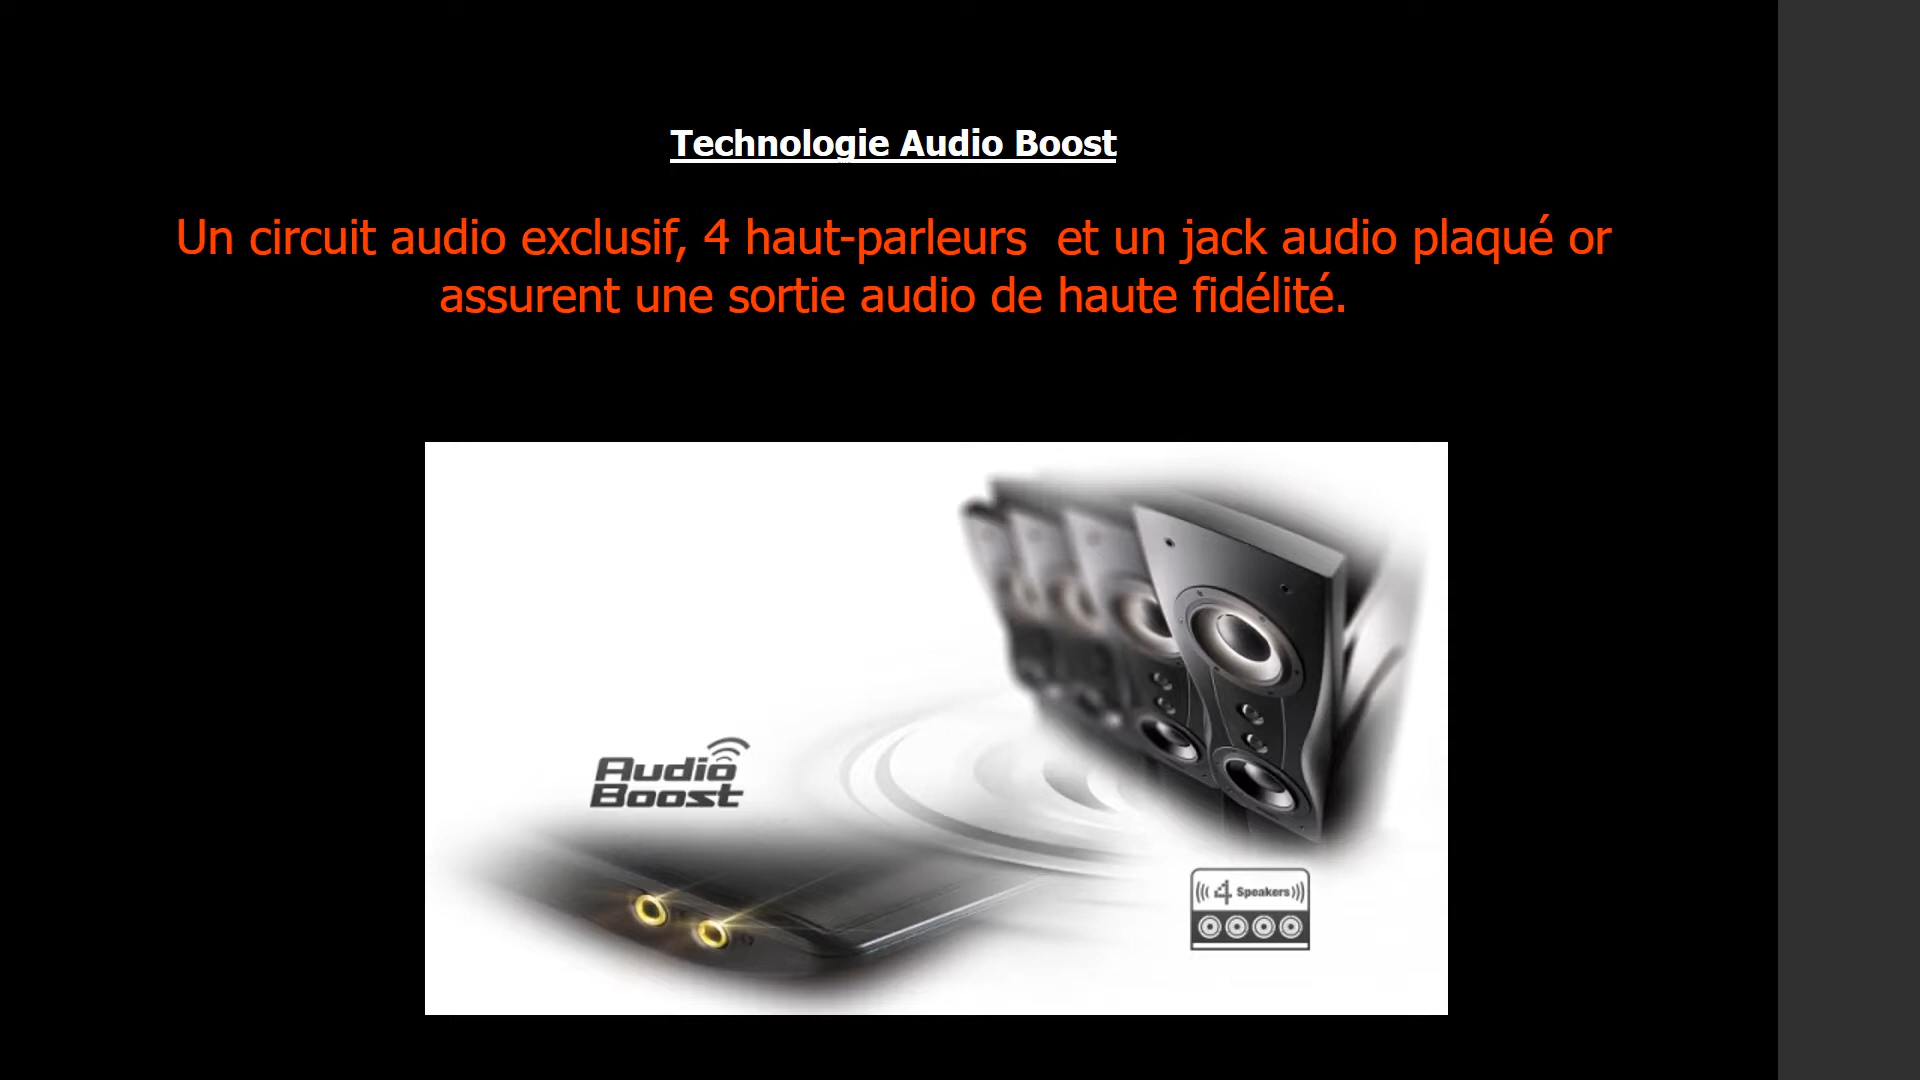 Technologie Audio Boost
Un circuit audio exclusif, 4 haut-parleurs  et un jack audio plaqué or
assurent une sortie audio de haute fidélité.
Audio
Boost
4 Speakers